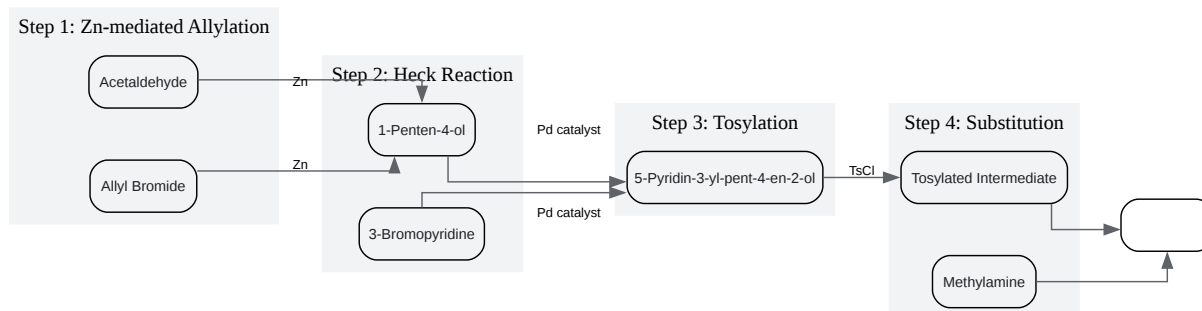 Step 1: Zn-mediated Allylation
Acetaldehyde
Zn
Allyl Bromide
Zn
Step 2: Heck Reaction
1-Penten-4-ol
3-Bromopyridine
Pd catalyst
Pd catalyst
Step 3: Tosylation
5-Pyridin-3-yl-pent-4-en-2-ol
TsCl
Step 4: Substitution
Tosylated Intermediate
Methylamine